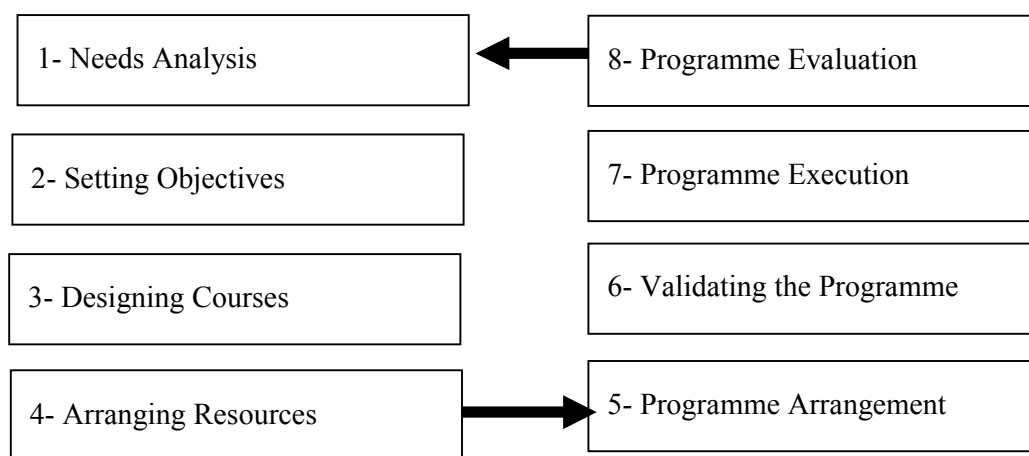 1- Needs Analysis
2- Setting Objectives
3- Designing Courses
4- Arranging Resources
5- Programme Arrangement
6- Validating the Programme
7- Programme Execution
8- Programme Evaluation